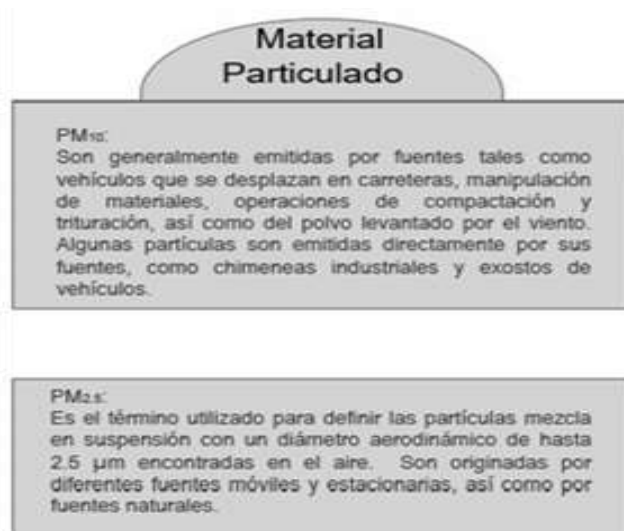 Material
Particulado
PM10:
Son generalmente emitidas por fuentes tales como
vehículos que se desplazan en carreteras, manipulación
de materiales, operaciones de compactación y
trituración, así como del polvo levantado por el viento.
Algunas partículas son emitidas directamente por sus
fuentes, como chimeneas industriales y exostos de
vehículos.
PM2.5:
Es el término utilizado para definir las partículas mezcla
en suspensión con un diámetro aerodinámico de hasta
2.5 µm encontradas en el aire. Son originadas por
diferentes fuentes móviles y estacionarias, así como por
fuentes naturales.